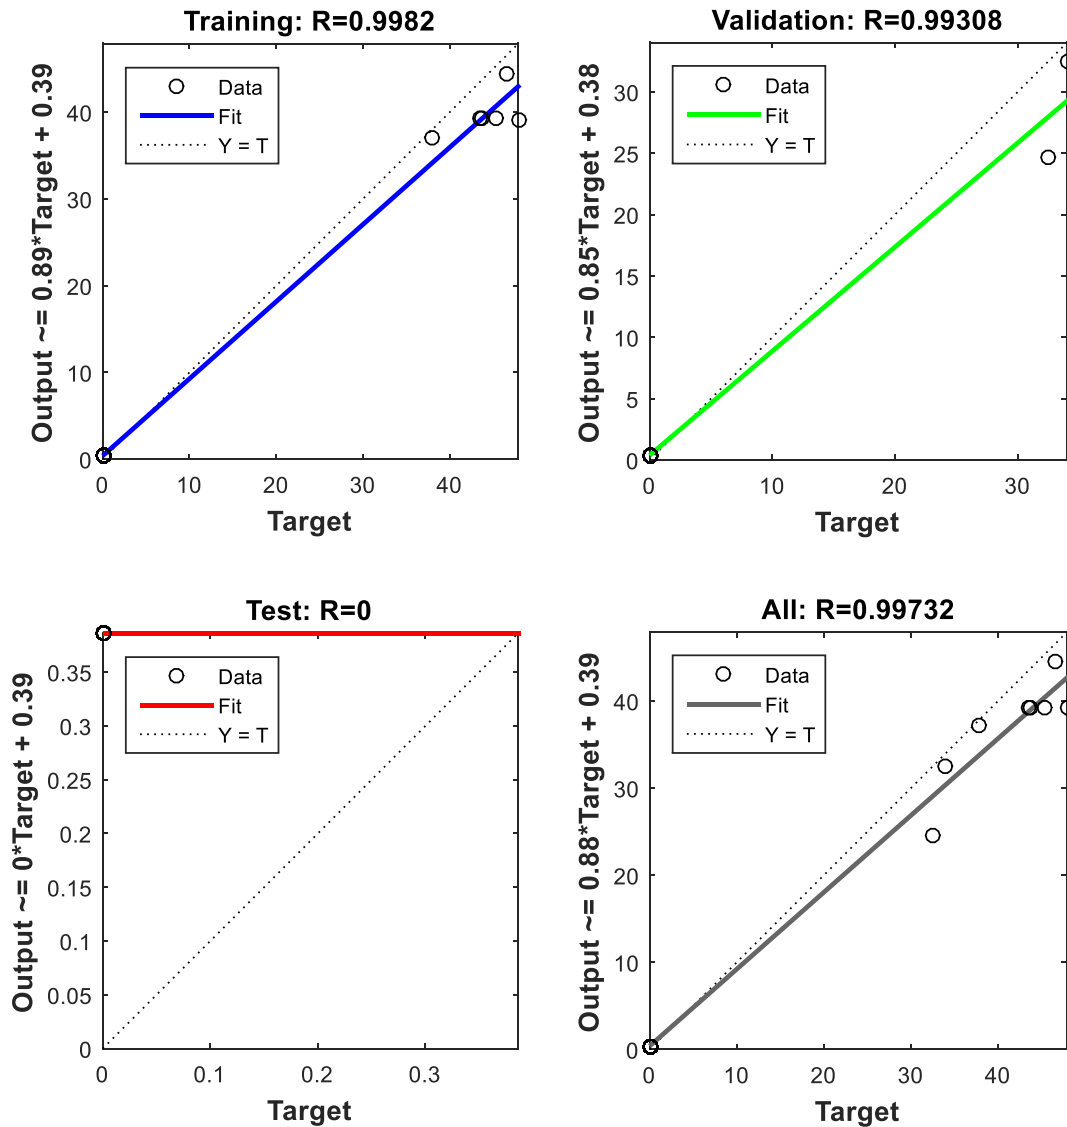 Training: R=0.9982
Output ~= 0.89*Target + 0.39
40
30
20
10
0
Data
Fit
Y = T
0 10 20 30 40
Target
Validation: R=0.99308
Output ~= 0.85*Target + 0.38
30
25
20
15
10
5
0
Data
Fit
Y = T
0 10 20 30
Target
Test: R=0
Output ~= 0*Target + 0.39
0.35
0.3
0.25
0.2
0.15
0.1
0.05
0
Data
Fit
Y = T
0 0.1 0.2 0.3
Target
All: R=0.99732
Output ~= 0.88*Target + 0.39
40
30
20
10
0
Data
Fit
Y = T
0 10 20 30 40
Target